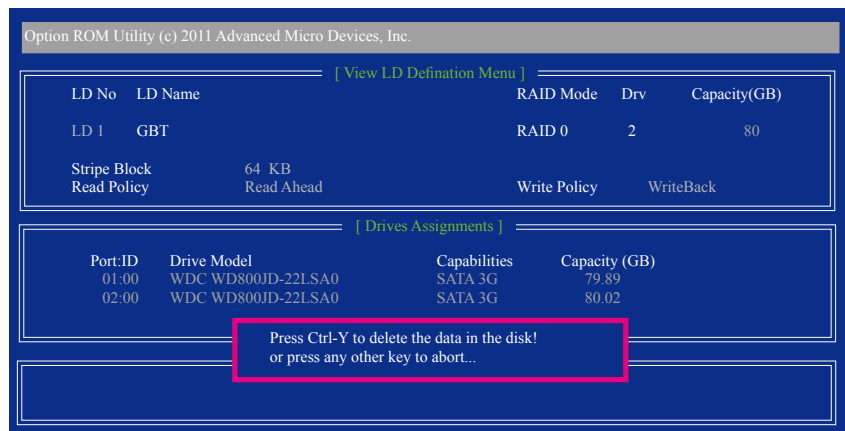 Option ROM Utility (c) 2011 Advanced Micro Devices, Inc.
[ View LD Defination Menu ]
LD No LD Name RAID Mode Drv Capacity(GB)
LD 1 GBT RAID 0 2 80
Stripe Block 64 KB
Read Policy Read Ahead Write Policy WriteBack
[ Drives Assignments ]
Port:ID Drive Model Capabilities Capacity (GB)
01:00 WDC WD800JD-22LSA0 SATA 3G 79.89
02:00 WDC WD800JD-22LSA0 SATA 3G 80.02
Press Ctrl-Y to delete the data in the disk!
or press any other key to abort...